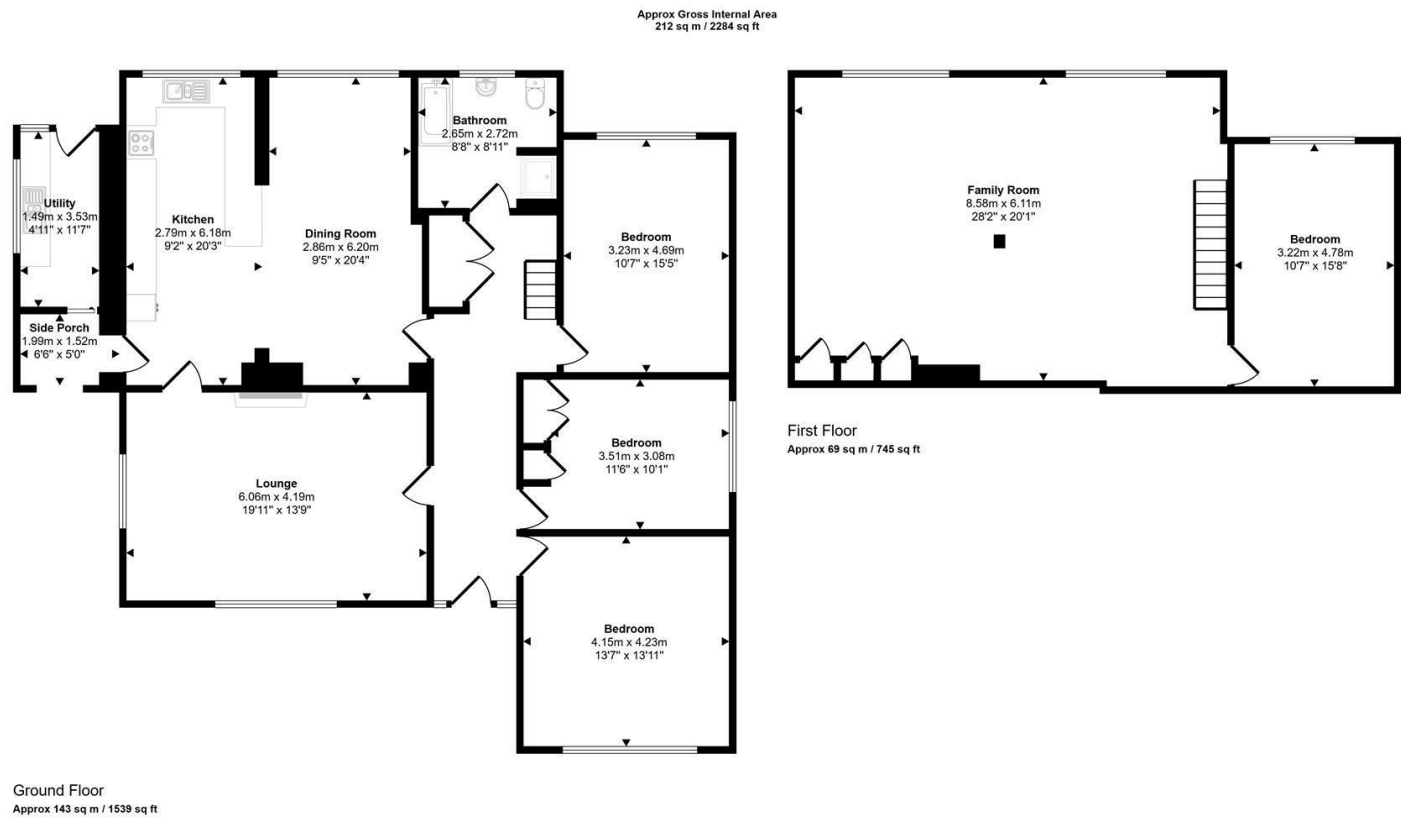 Approx Gross Internal Area
212 sq m / 2284 sq ft
Bathroom
2.65m x 2.72m
8'8" x 8'11"
Utility
1.49m x 3.53m
4'11" x 11'7"
Kitchen
2.79m x 6.18m
9'2" x 20'3"
Dining Room
2.86m x 6.20m
9'5" x 20'4"
Bedroom
3.23m x 4.69m
10'7" x 15'5"
Side Porch
1.99m x 1.52m
6'6" x 5'0"
Lounge
6.06m x 4.19m
19'11" x 13'9"
Bedroom
3.51m x 3.08m
11'6" x 10'1"
Bedroom
4.15m x 4.23m
13'7" x 13'11"
Ground Floor
Approx 143 sq m / 1539 sq ft
Family Room
8.58m x 6.11m
28'2" x 20'1"
Bedroom
3.22m x 4.78m
10'7" x 15'8"
First Floor
Approx 69 sq m / 745 sq ft